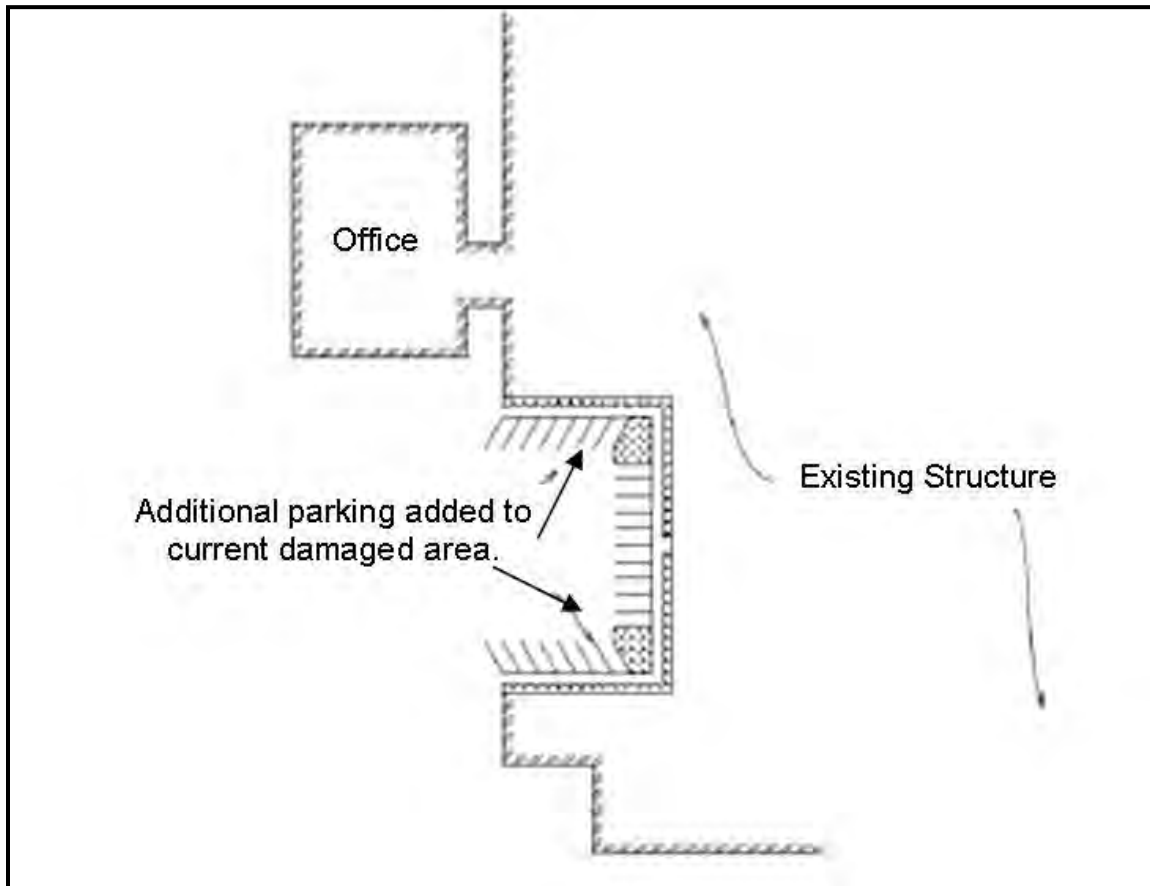 Office
Existing Structure
Additional parking added to
current damaged area.